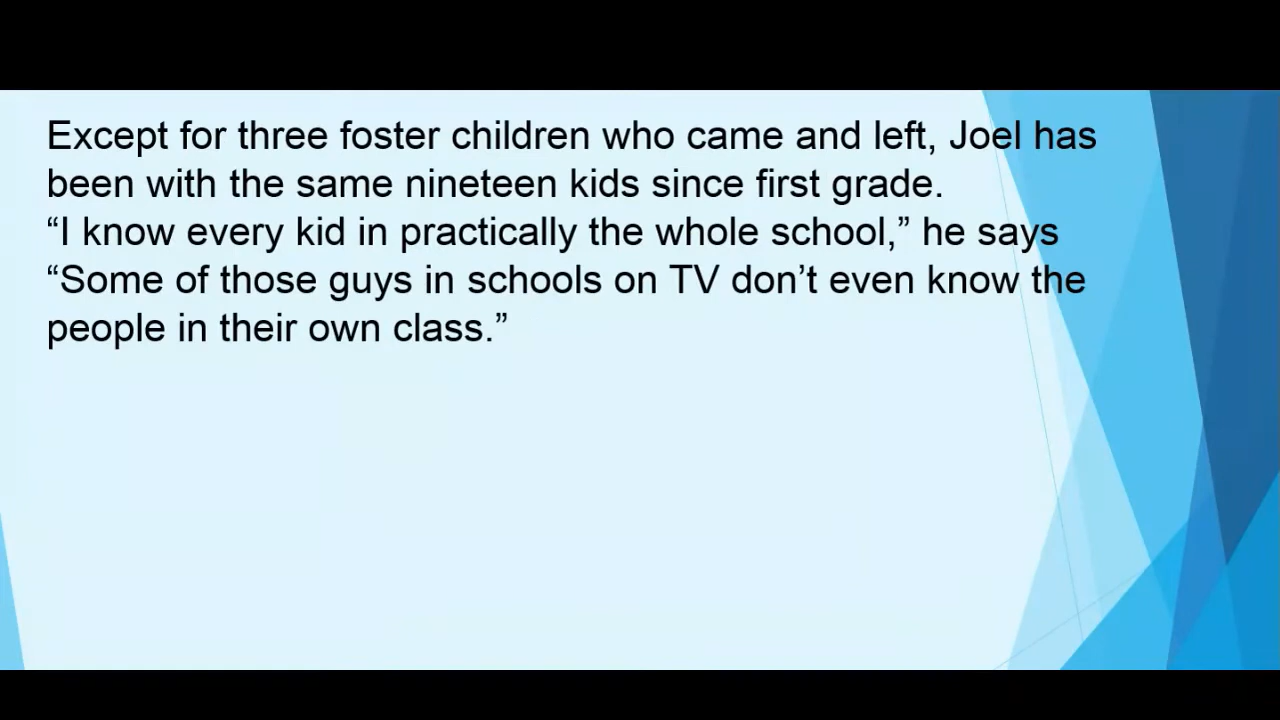 Except for three foster children who came and left, Joel has
been with the same nineteen kids since first grade.
“I know every kid in practically the whole school,” he says
“Some of those guys in schools on TV don’t even know the
people in their own class.”